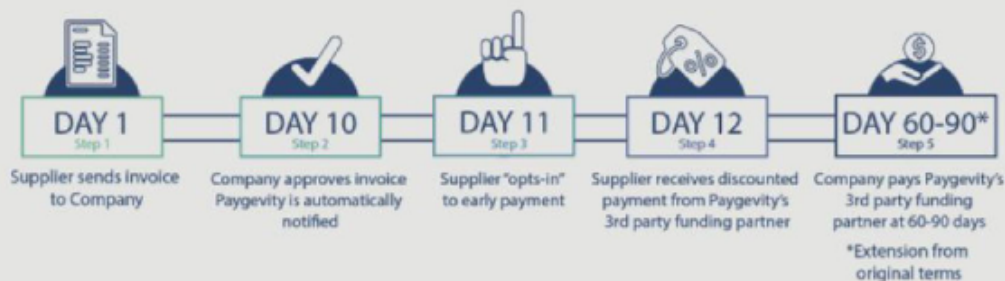 DAY 1
Step 1
Supplier sends invoice
to Company
DAY 10
Step 2
Company approves invoice
Paygevity is automatically
notified
DAY 11
Step 3
Supplier "opts-in"
to early payment
%
DAY 12
Step 4
Supplier receives discounted
payment from Paygevity's
3rd party funding partner
$
DAY 60-90*
Step 5
Company pays Paygevity's
3rd party funding
partner at 60-90 days
*Extension from
original terms